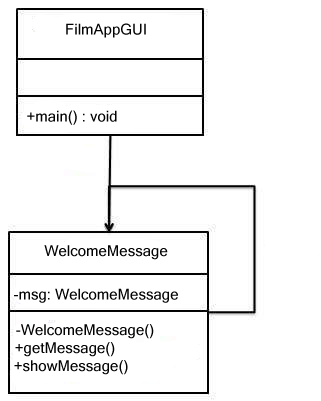 FilmAppGUI
+main() : void
WelcomeMessage
-msg: WelcomeMessage
-WelcomeMessage()
+getMessage()
+showMessage()